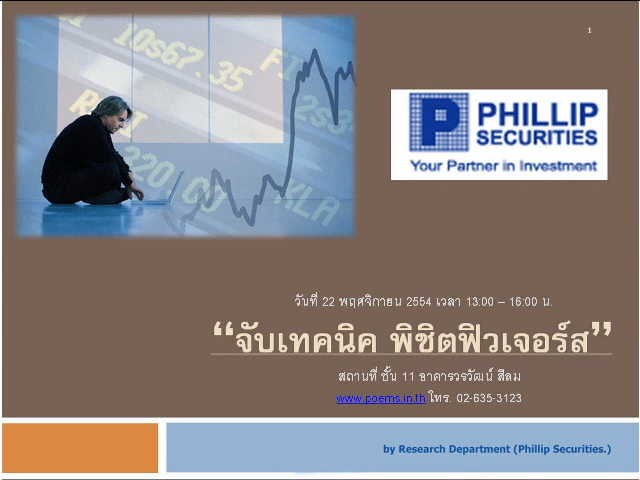 1
10s67.35
PHILLIP
SECURITIES
Your Partner in Investment
วันที่ 22 พฤศจิกายน 2554 เวลา 13:00 – 16:00 น.
“จับเทคนิค พิชิตฟิวเจอร์ส”
สถานที่ ชั้น 11 อาคารวรวัฒน์ สีลม
www.poems.in.th โทร. 02-635-3123
by Research Department (Phillip Securities.)